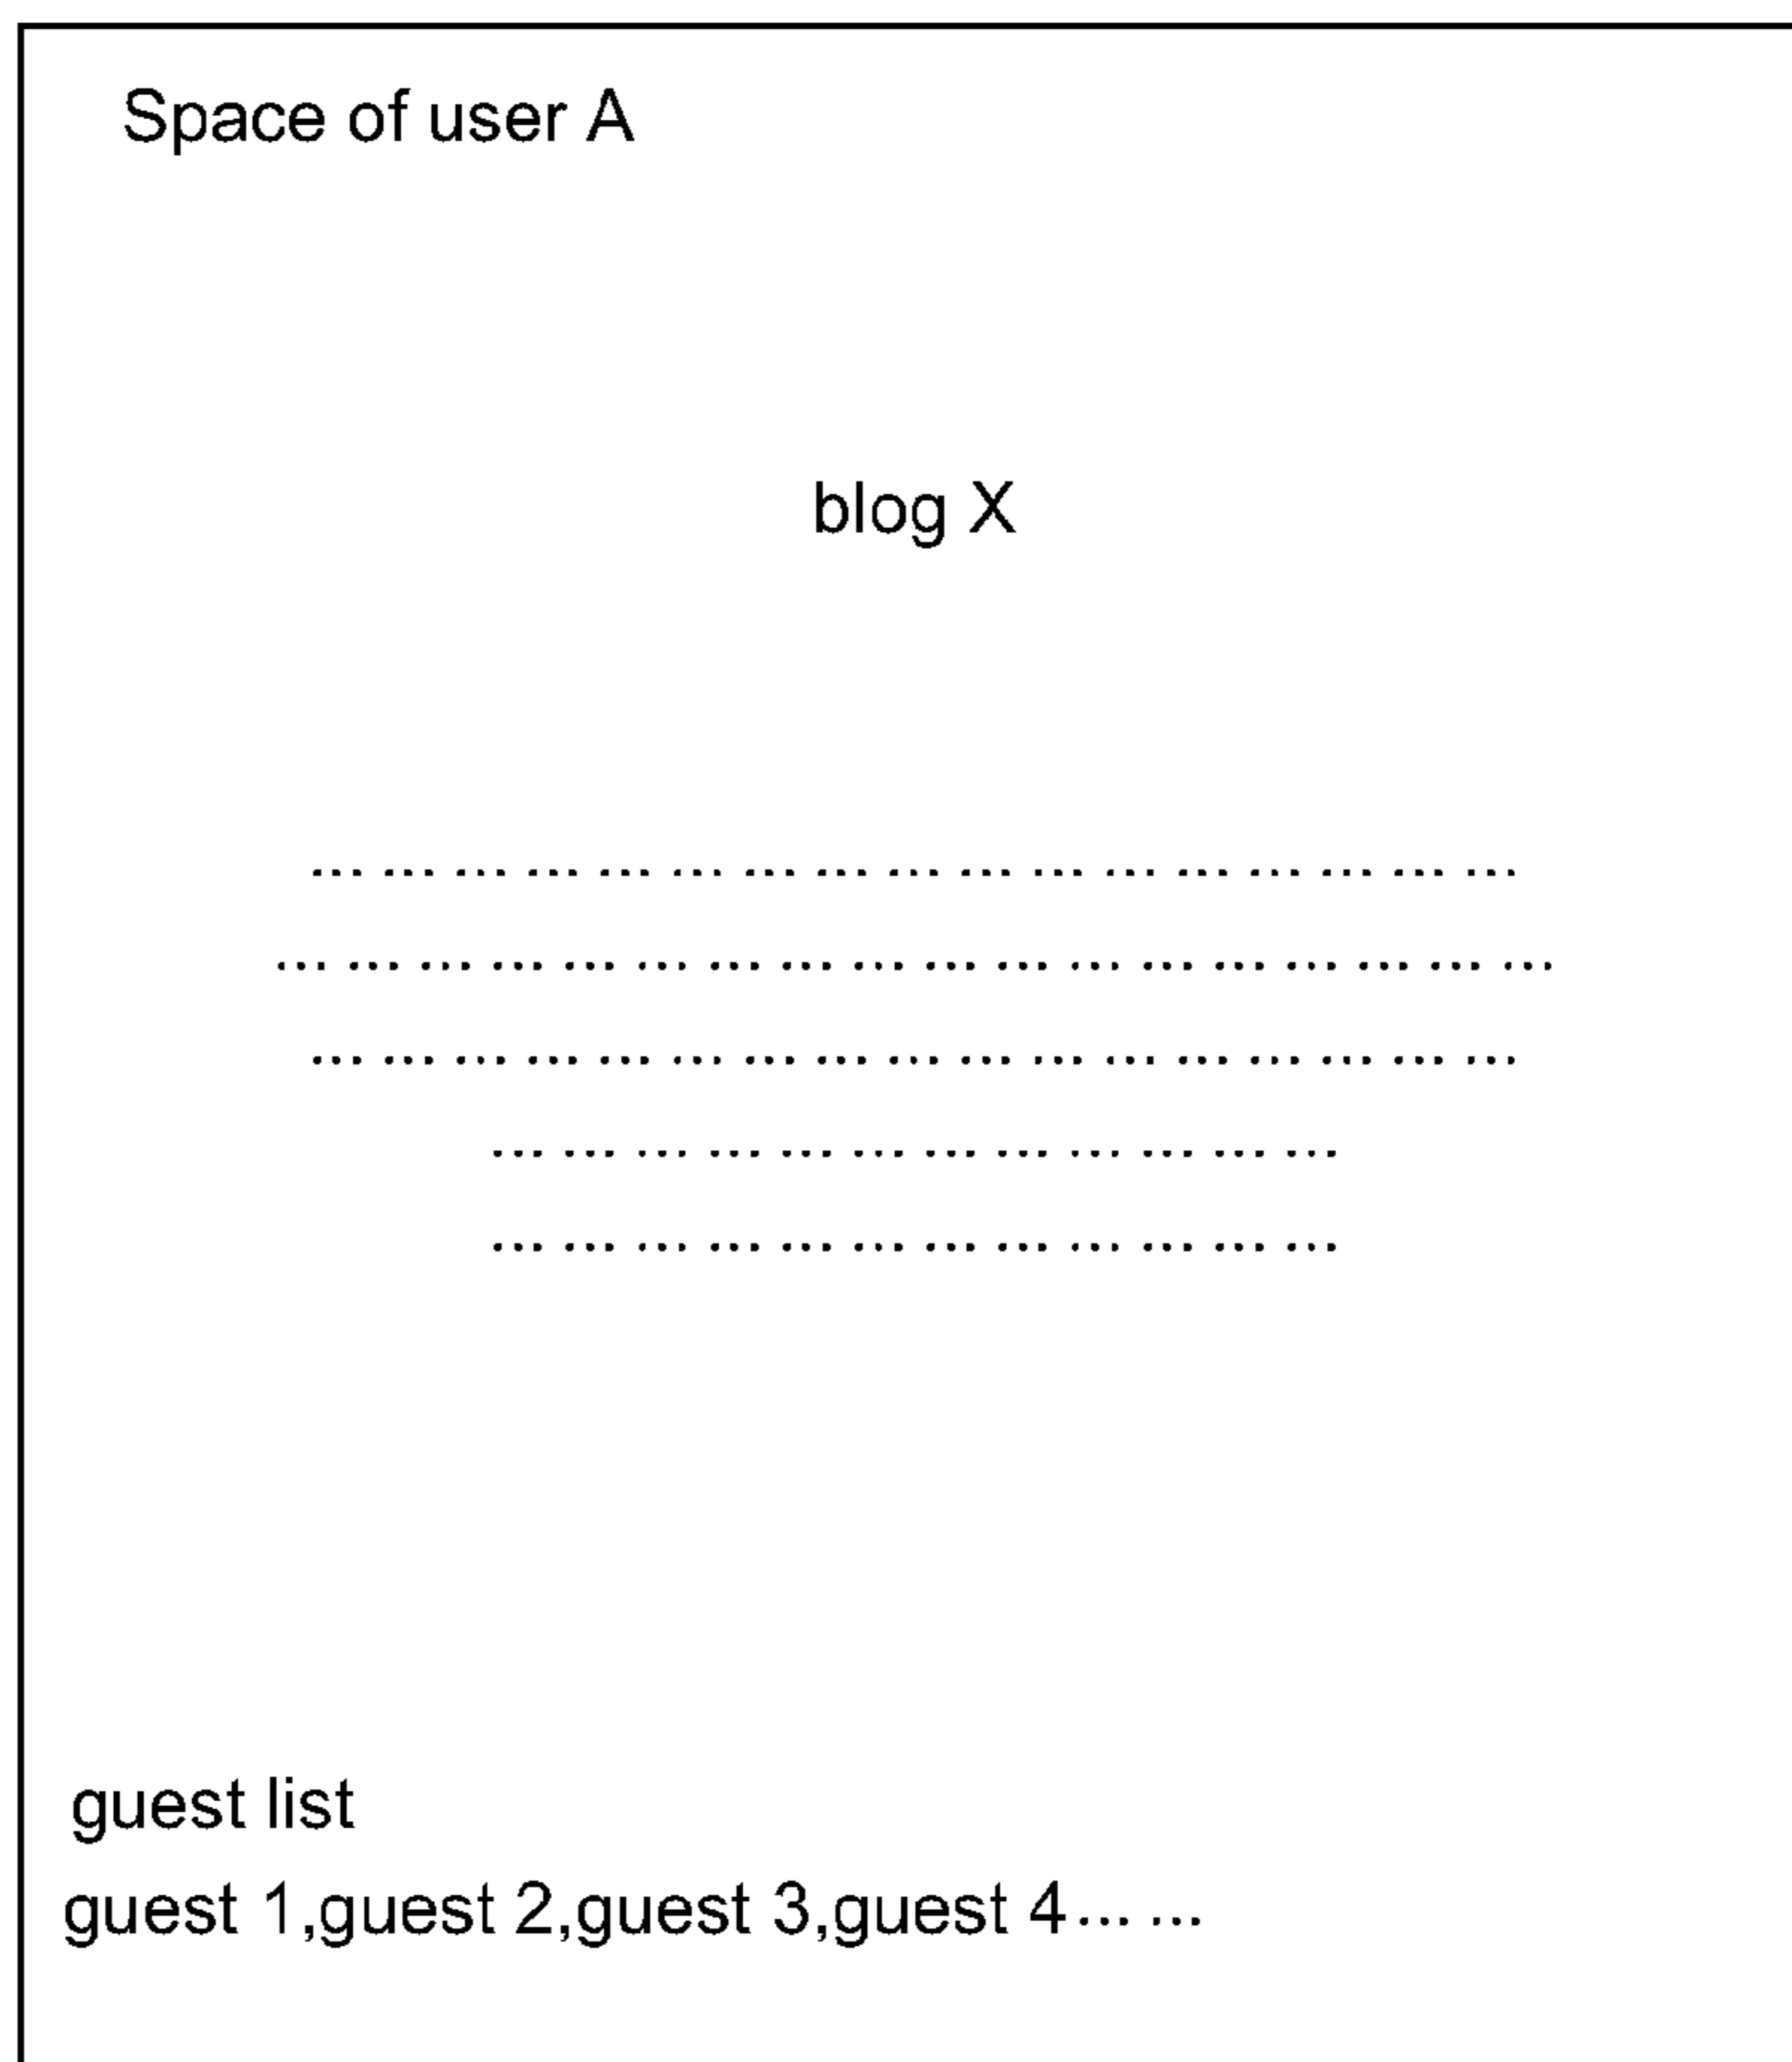 Space of user A
blog X
… … … … … … … … … … … … … … … … …
… … … … … … … … … … … … … … … … … …
… … … … … … … … … … … … … … … … …
… … … … … … … … … … … …
… … … … … … … … … … … …
guest list
guest 1,guest 2,guest 3,guest 4… …